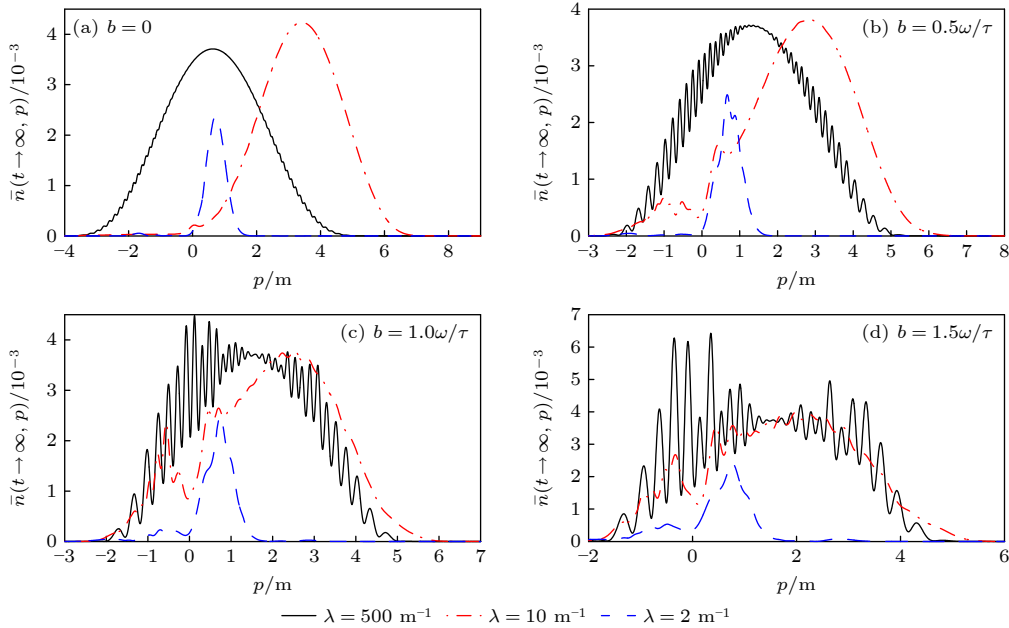 (a) b = 0
n̄(t→∞, p)/10⁻³
4
3
2
1
0
−4 −2 0 2 4 6 8
p/m
(b) b = 0.5ω/τ
n̄(t→∞, p)/10⁻³
4
3
2
1
0
−3 −2 −1 0 1 2 3 4 5 6 7 8
p/m
(c) b = 1.0ω/τ
n̄(t→∞, p)/10⁻³
4
3
2
1
0
−3 −2 −1 0 1 2 3 4 5 6 7
p/m
(d) b = 1.5ω/τ
n̄(t→∞, p)/10⁻³
7
6
5
4
3
2
1
0
−2 0 2 4 6
p/m
λ = 500 m⁻¹ λ = 10 m⁻¹ λ = 2 m⁻¹